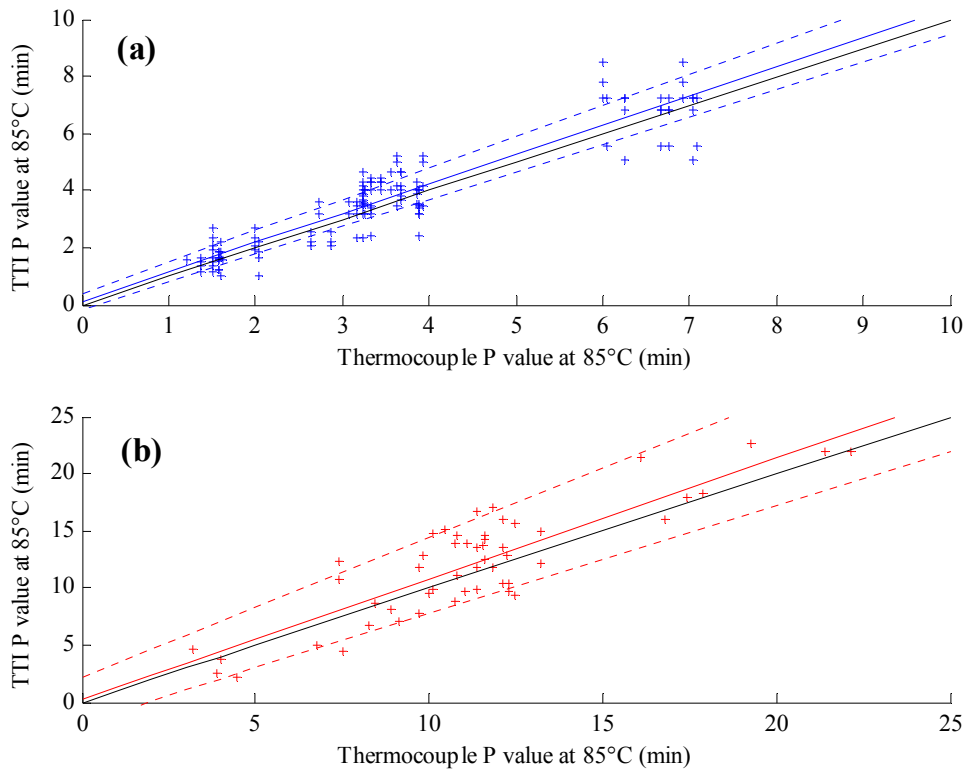 (a)
TTI P value at 85°C (min)
10
8
6
4
2
0
0 1 2 3 4 5 6 7 8 9 10
Thermocouple P value at 85°C (min)
(b)
TTI P value at 85°C (min)
25
20
15
10
5
0
0 5 10 15 20 25
Thermocouple P value at 85°C (min)